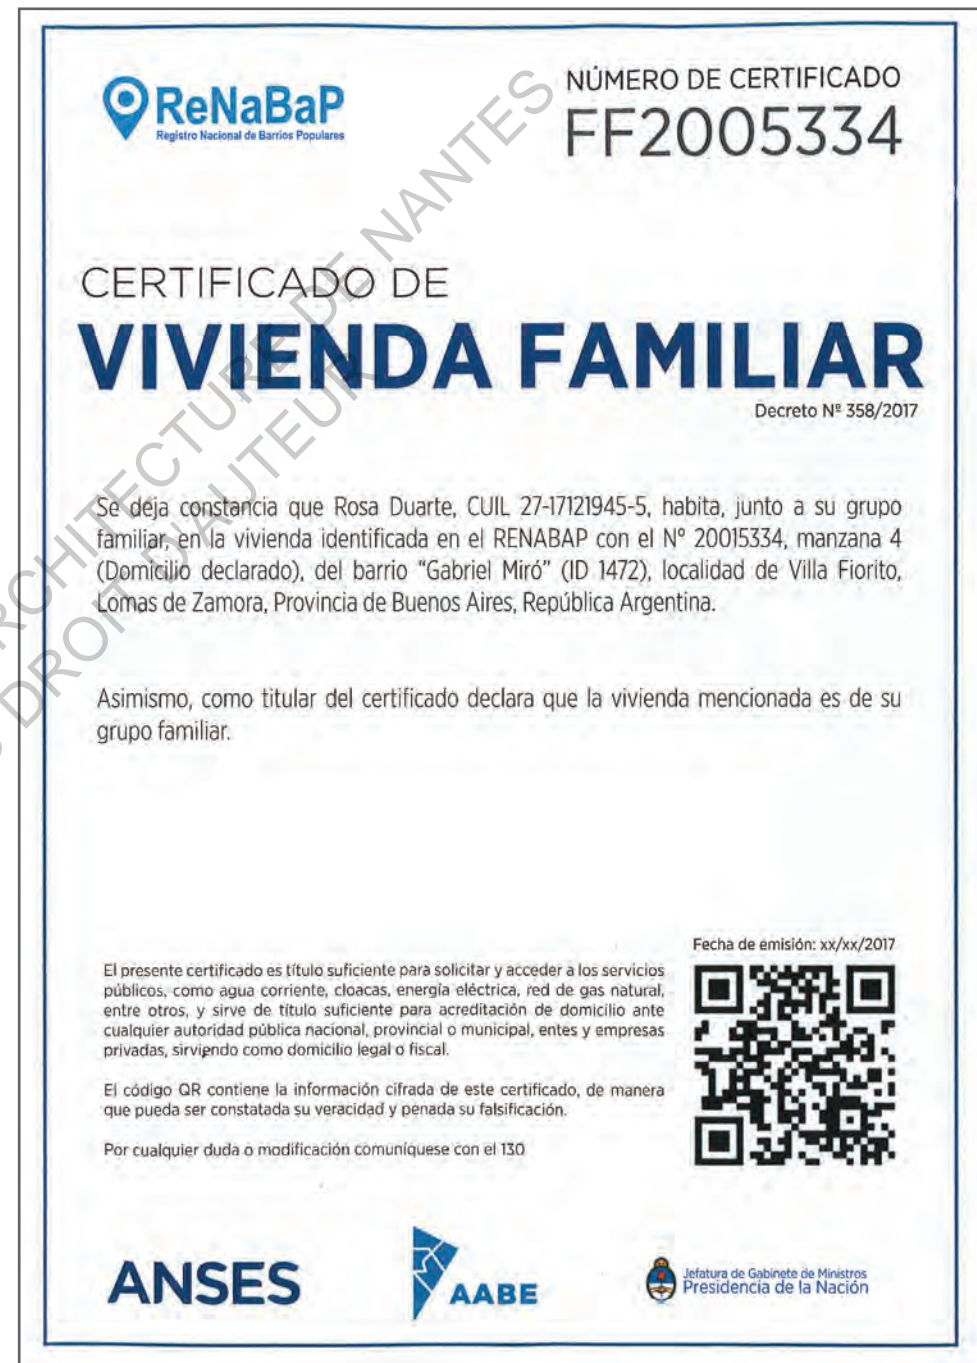 ReNaBaP
Registro Nacional de Barrios Populares
NÚMERO DE CERTIFICADO
FF2005334
CERTIFICADO DE
VIVIENDA FAMILIAR
Decreto Nº 358/2017
Se deja constancia que Rosa Duarte, CUIL 27-17121945-5, habita, junto a su grupo
familiar, en la vivienda identificada en el RENABAP con el Nº 20015334, manzana 4
(Domicilio declarado), del barrio "Gabriel Miró" (ID 1472), localidad de Villa Fiorito,
Lomas de Zamora, Provincia de Buenos Aires, República Argentina.
Asimismo, como titular del certificado declara que la vivienda mencionada es de su
grupo familiar.
Fecha de emisión: xx/xx/2017
El presente certificado es título suficiente para solicitar y acceder a los servicios
públicos, como agua corriente, cloacas, energía eléctrica, red de gas natural,
entre otros, y sirve de título suficiente para acreditación de domicilio ante
cualquier autoridad pública nacional, provincial o municipal, entes y empresas
privadas, sirviendo como domicilio legal o fiscal.
El código QR contiene la información cifrada de este certificado, de manera
que pueda ser constatada su veracidad y penada su falsificación.
Por cualquier duda o modificación comuníquese con el 130
ANSES
AABE
Jefatura de Gabinete de Ministros
Presidencia de la Nación
ARCHITECTURE DE NANTES
DROIT D'AUTEUR